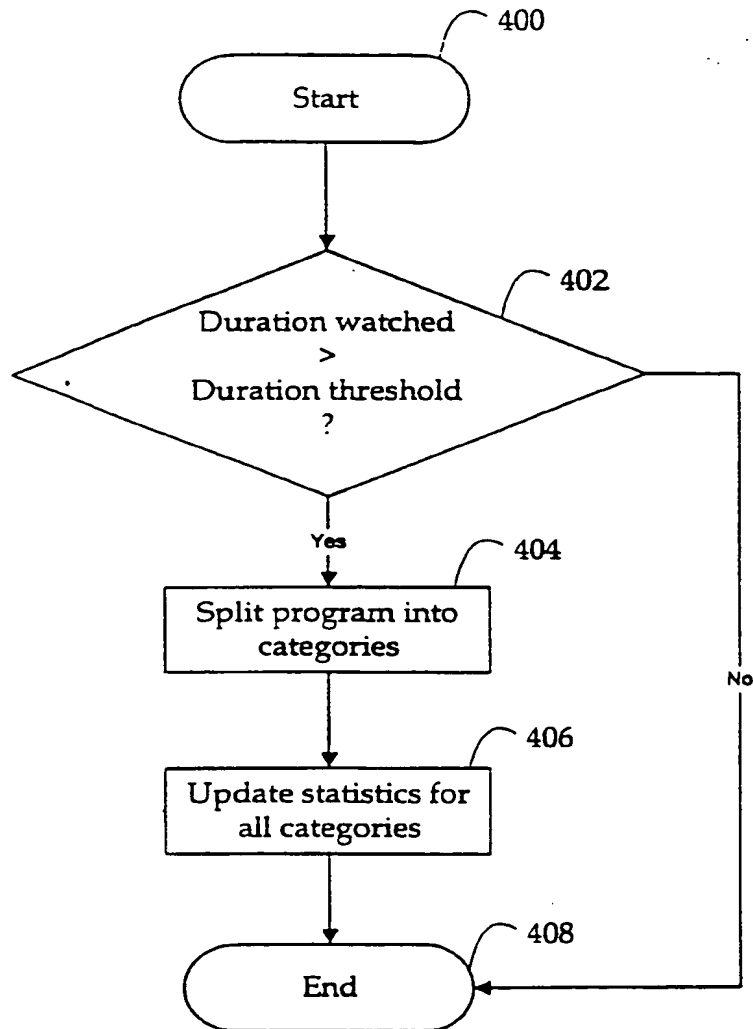 400
Start
402
Duration watched
>
Duration threshold
?
Yes
404
Split program into
categories
No
406
Update statistics for
all categories
408
End